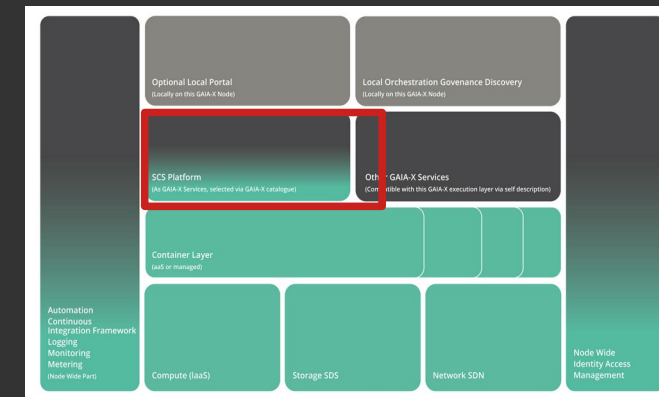 Optional Local Portal
(Locally on this GAIA-X Node)
Local Orchestration Govenance Discovery
(Locally on this GAIA-X Node)
SCS Platform
(As GAIA-X Services, selected via GAIA-X catalogue)
Other GAIA-X Services
(Compatible with this GAIA-X execution layer via self description)
Container Layer
(aaS or managed)
Automation
Continuous
Integration Framework
Logging
Monitoring
Metering
(Node Wide Part)
Compute (IaaS)
Storage SDS
Network SDN
Node Wide
Identity Access
Management